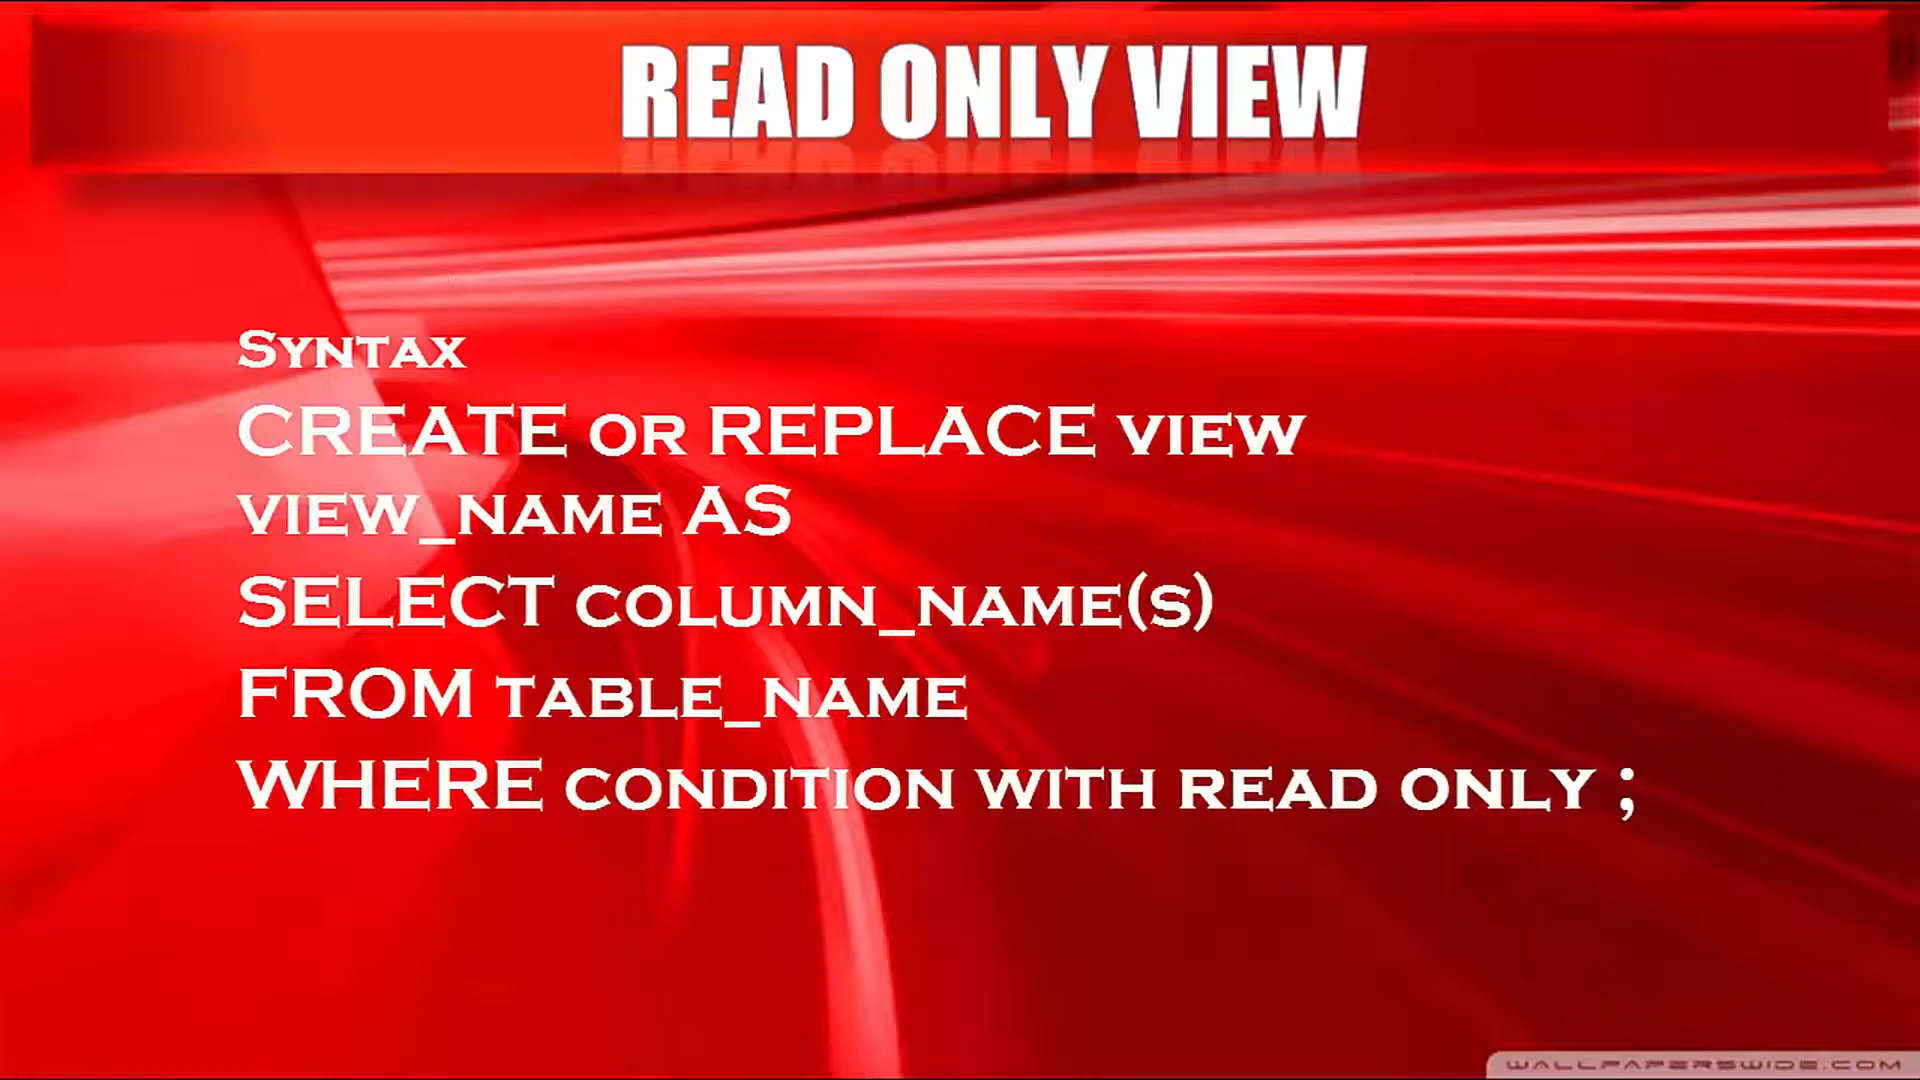 READ ONLY VIEW
Syntax
CREATE or REPLACE view
view_name AS
SELECT column_name(s)
FROM table_name
WHERE condition with read only ;
WALLPAPERSWIDE.COM